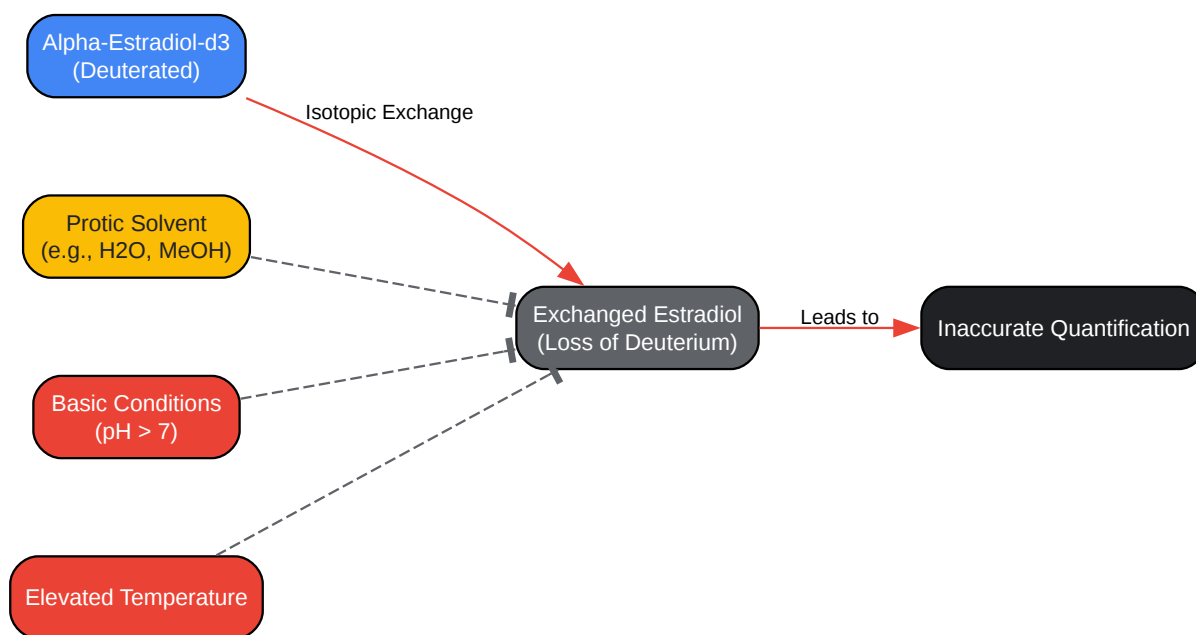 Alpha-Estradiol-d3
(Deuterated)
Isotopic Exchange
Protic Solvent
(e.g., H2O, MeOH)
Exchanged Estradiol
(Loss of Deuterium)
Leads to
Inaccurate Quantification
Basic Conditions
(pH > 7)
Elevated Temperature